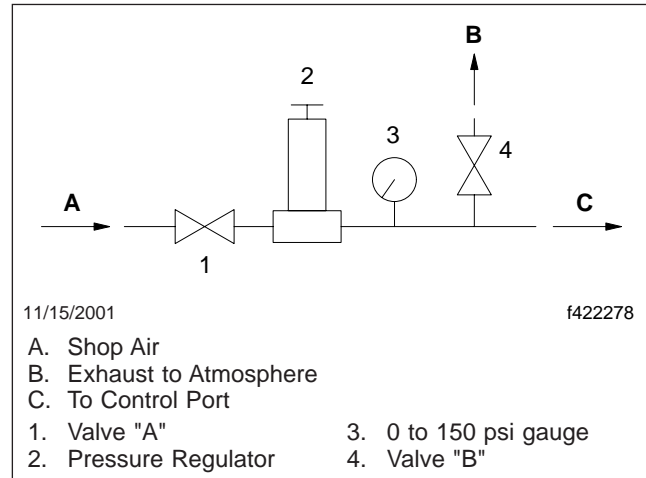 B
2
3
4
A
C
1
11/15/2001 f422278
A. Shop Air
B. Exhaust to Atmosphere
C. To Control Port
1. Valve "A" 3. 0 to 150 psi gauge
2. Pressure Regulator 4. Valve "B"